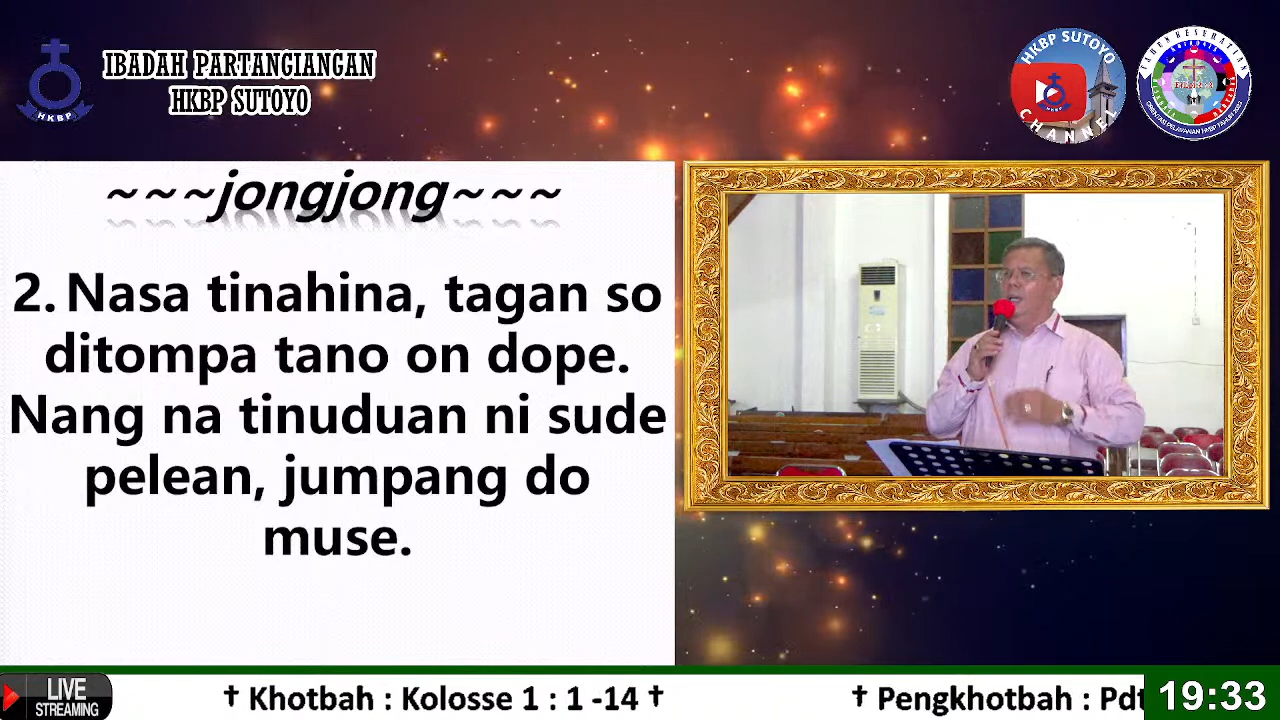 IBADAH PARTANGIANGAN
HKBP SUTOYO
HKBP
HKBP SUTOYO
CHANNEL
~~~jongjong~~~
2. Nasa tinahina, tagan so
ditompa tano on dope.
Nang na tinuduan ni sude
pelean, jumpang do
muse.
LIVE
STREAMING
✝ Khotbah : Kolosse 1 : 1 -14 ✝
✝ Pengkhotbah : Pdt
19:33